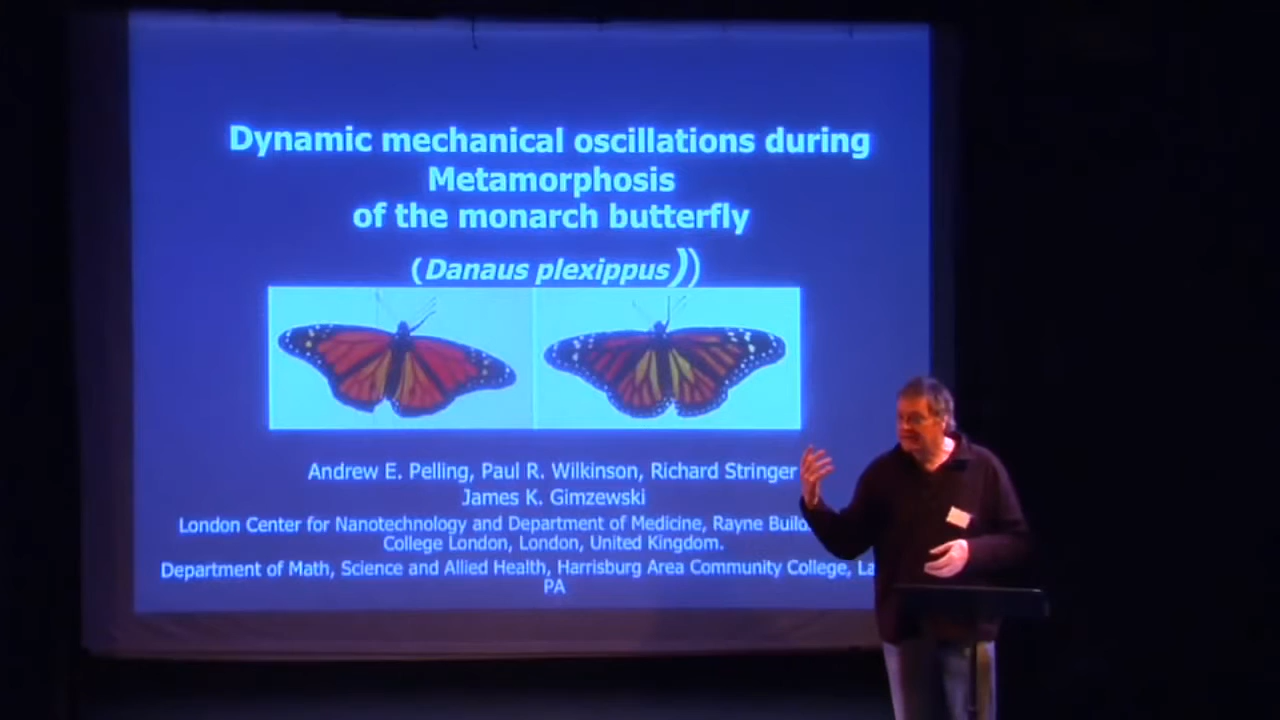 Dynamic mechanical oscillations during
Metamorphosis
of the monarch butterfly
(Danaus plexippus))
Andrew E. Pelling, Paul R. Wilkinson, Richard Stringer
James K. Gimzewski
London Center for Nanotechnology and Department of Medicine, Rayne
College London, London, United Kingdom.
Department of Math, Science and Allied Health, Harrisburg Area Community College,
PA